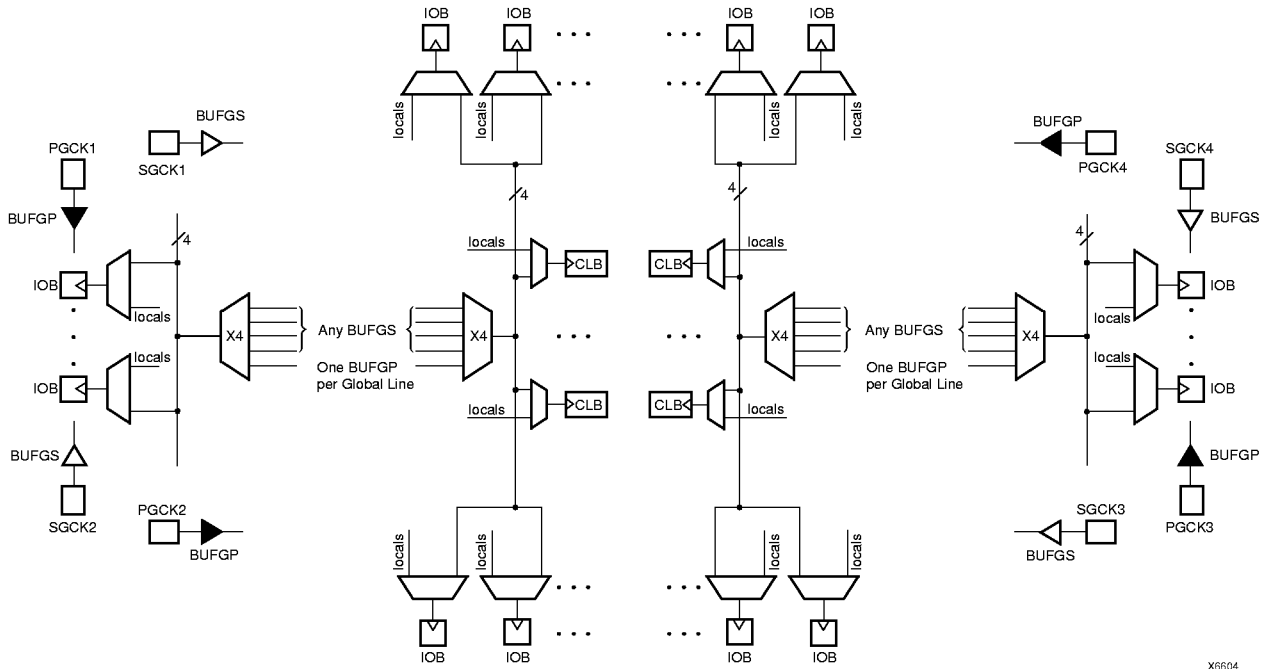 IOB
IOB
IOB
IOB
locals
locals
locals
locals
BUFGS
SGCK1
PGCK1
BUFGP
BUFGP
PGCK4
SGCK4
BUFGS
4
4
4
4
locals
CLB
CLB
locals
IOB
locals
X4
Any BUFGS
One BUFGP
per Global Line
X4
X4
Any BUFGS
One BUFGP
per Global Line
X4
IOB
locals
locals
IOB
locals
CLB
CLB
locals
locals
IOB
BUFGS
SGCK2
PGCK2
BUFGP
BUFGP
PGCK3
SGCK3
BUFGS
locals
locals
locals
locals
IOB
IOB
IOB
IOB
X6604